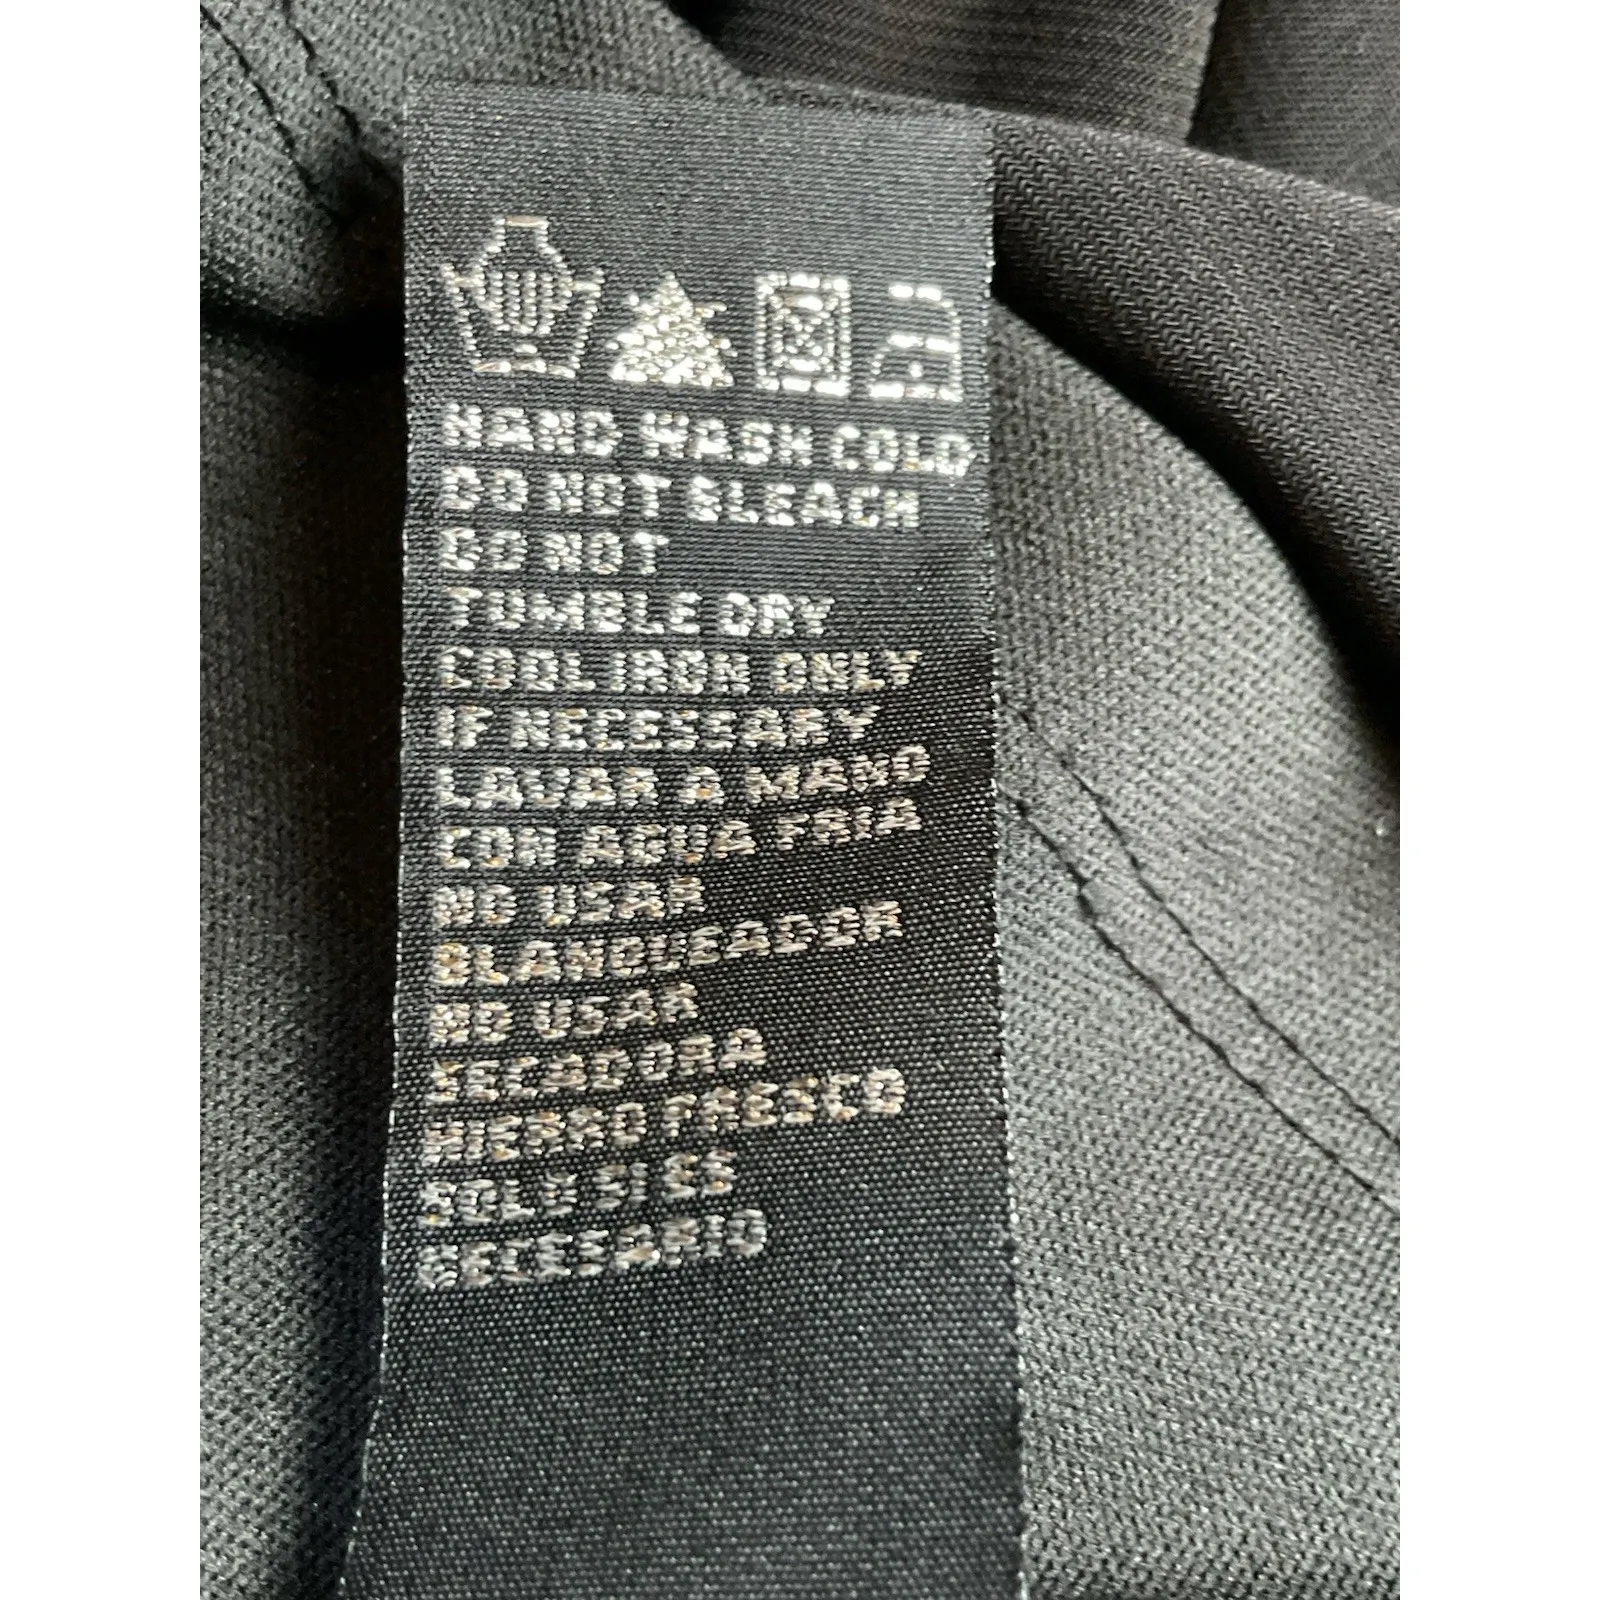 HAND WASH COLD
DO NOT BLEACH
DO NOT
TUMBLE DRY
COOL IRON ONLY
IF NECESSARY
LAVAR A MANO
CON AGUA FRIA
NO USAR
BLANQUEADOR
NO USAR
SECADORA
HIERRO FRESCO
SOLO SI ES
NECESARIO